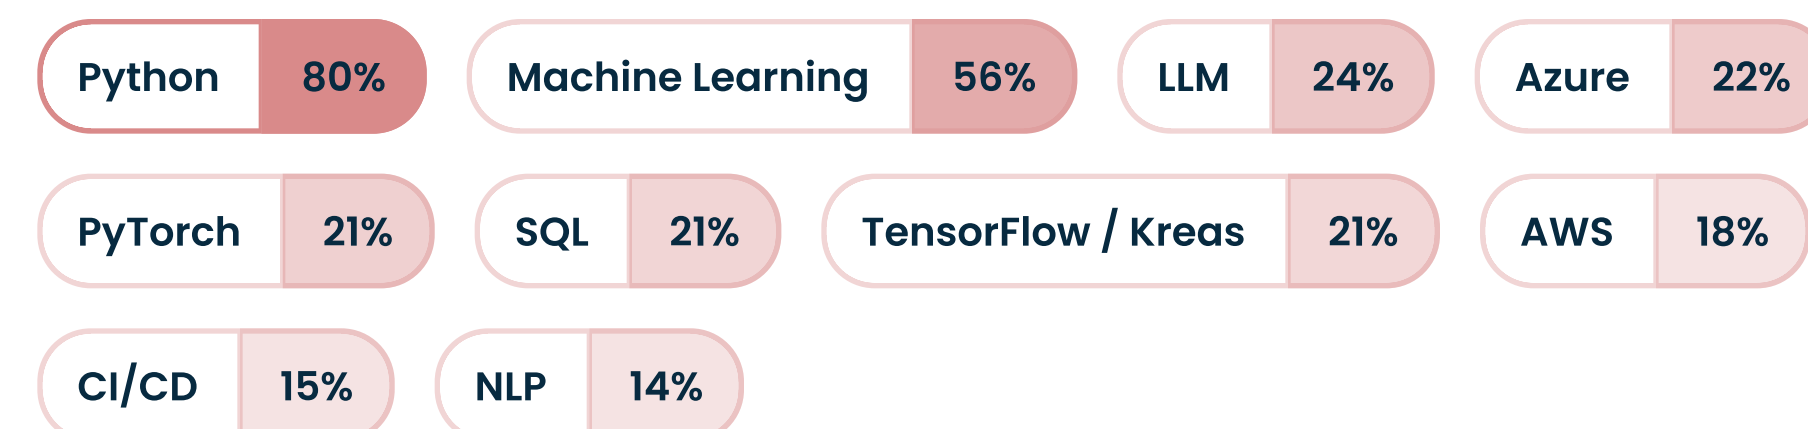 Python 80% Machine Learning 56% LLM 24% Azure 22%
PyTorch 21% SQL 21% TensorFlow / Kreas 21% AWS 18%
CI/CD 15% NLP 14%